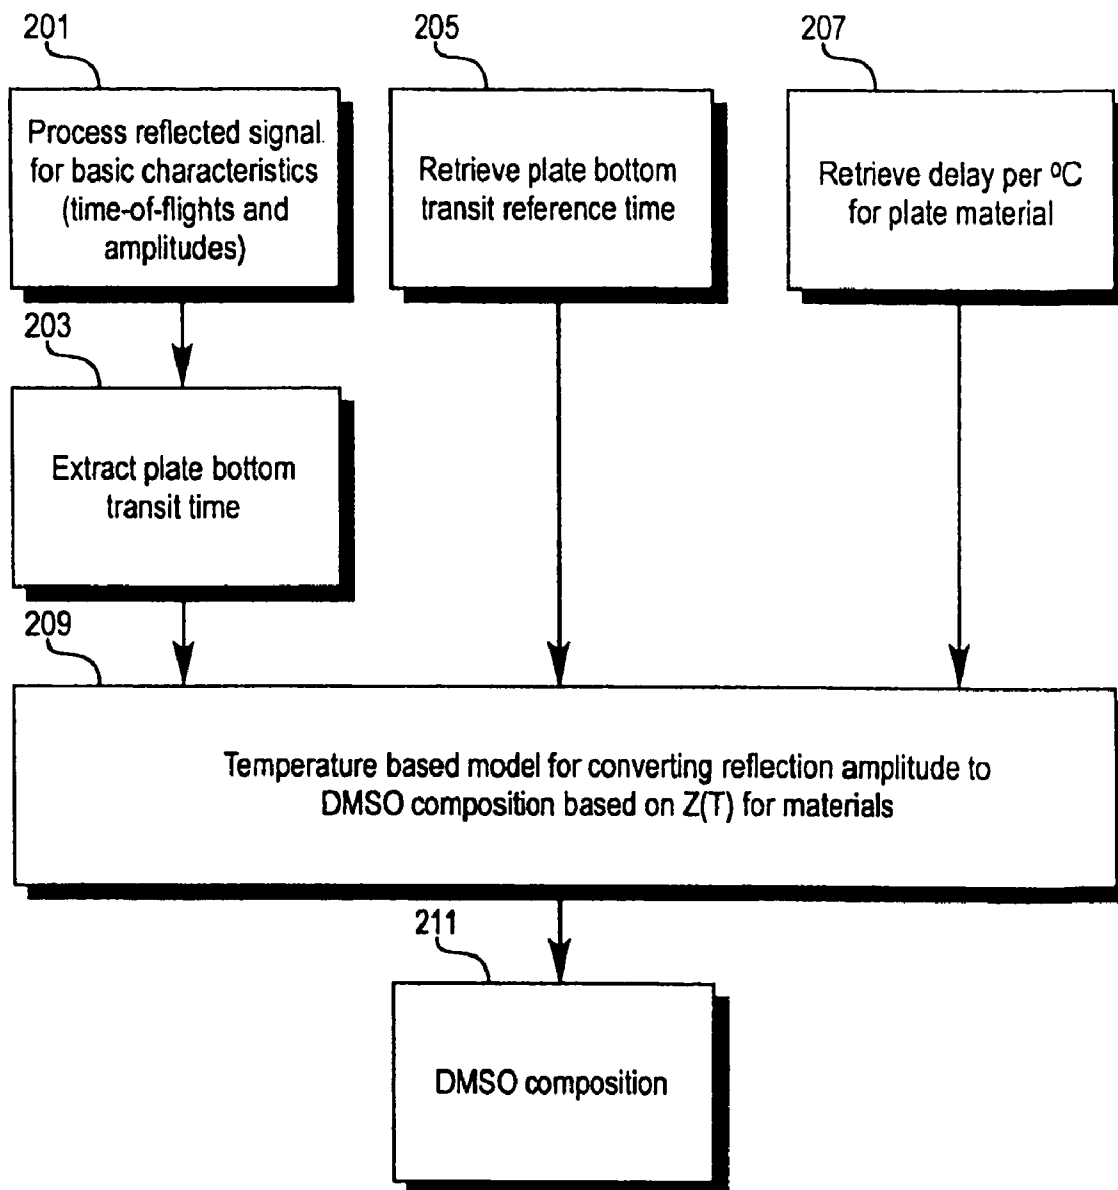 201
205
207
Process reflected signal
for basic characteristics
(time-of-flights and
amplitudes)
Retrieve plate bottom
transit reference time
Retrieve delay per ºC
for plate material
203
Extract plate bottom
transit time
209
Temperature based model for converting reflection amplitude to
DMSO composition based on Z(T) for materials
211
DMSO composition